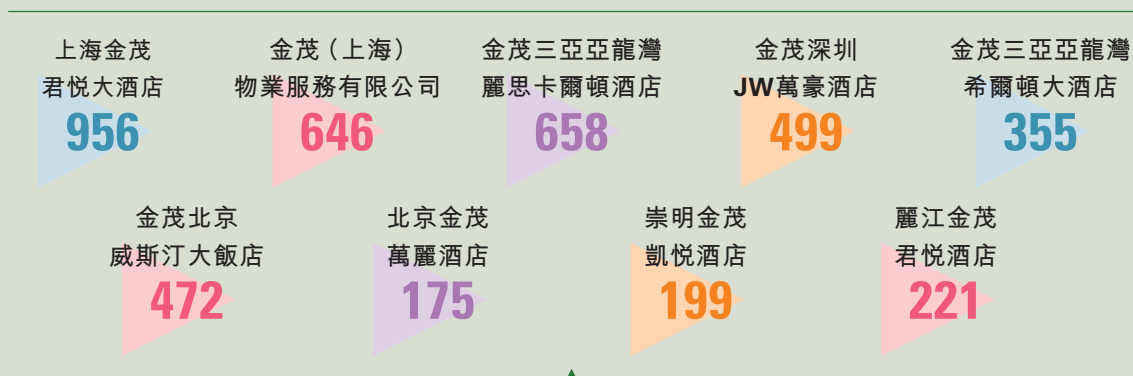 上海金茂
君悦大酒店
956
金茂（上海）
物業服務有限公司
646
金茂三亞亞龍灣
麗思卡爾頓酒店
658
金茂深圳
JW萬豪酒店
499
金茂三亞亞龍灣
希爾頓大酒店
355
金茂北京
威斯汀大飯店
472
北京金茂
萬麗酒店
175
崇明金茂
凱悦酒店
199
麗江金茂
君悦酒店
221